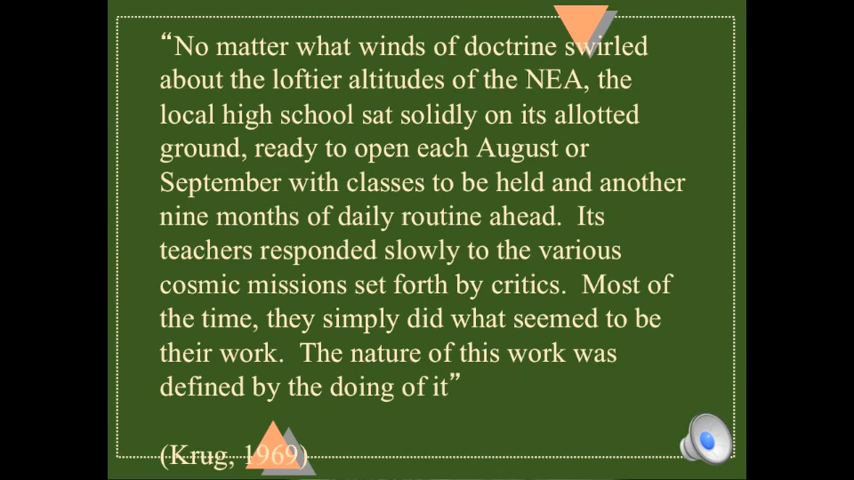 “No matter what winds of doctrine swirled
about the loftier altitudes of the NEA, the
local high school sat solidly on its allotted
ground, ready to open each August or
September with classes to be held and another
nine months of daily routine ahead.  Its
teachers responded slowly to the various
cosmic missions set forth by critics.  Most of
the time, they simply did what seemed to be
their work.  The nature of this work was
defined by the doing of it”
(Krug, 1969)